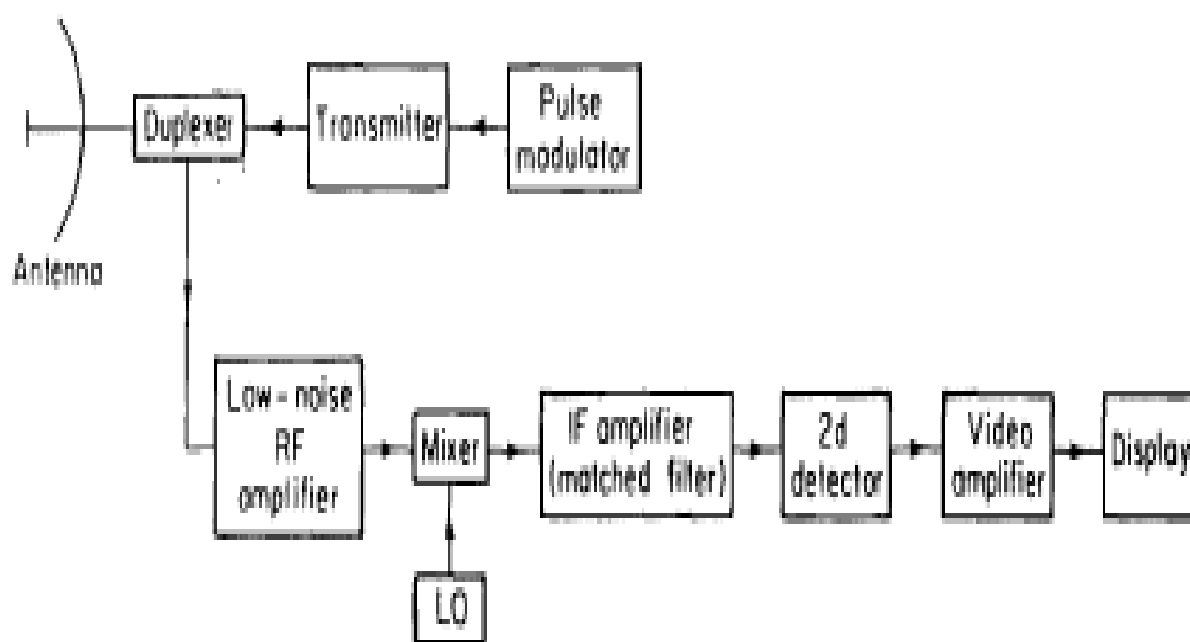 Duplexer
Transmitter
Pulse
modulator
Antenna
Low-noise
RF
amplifier
Mixer
IF amplifier
(matched filter)
2d
detector
Video
amplifier
Display
LO